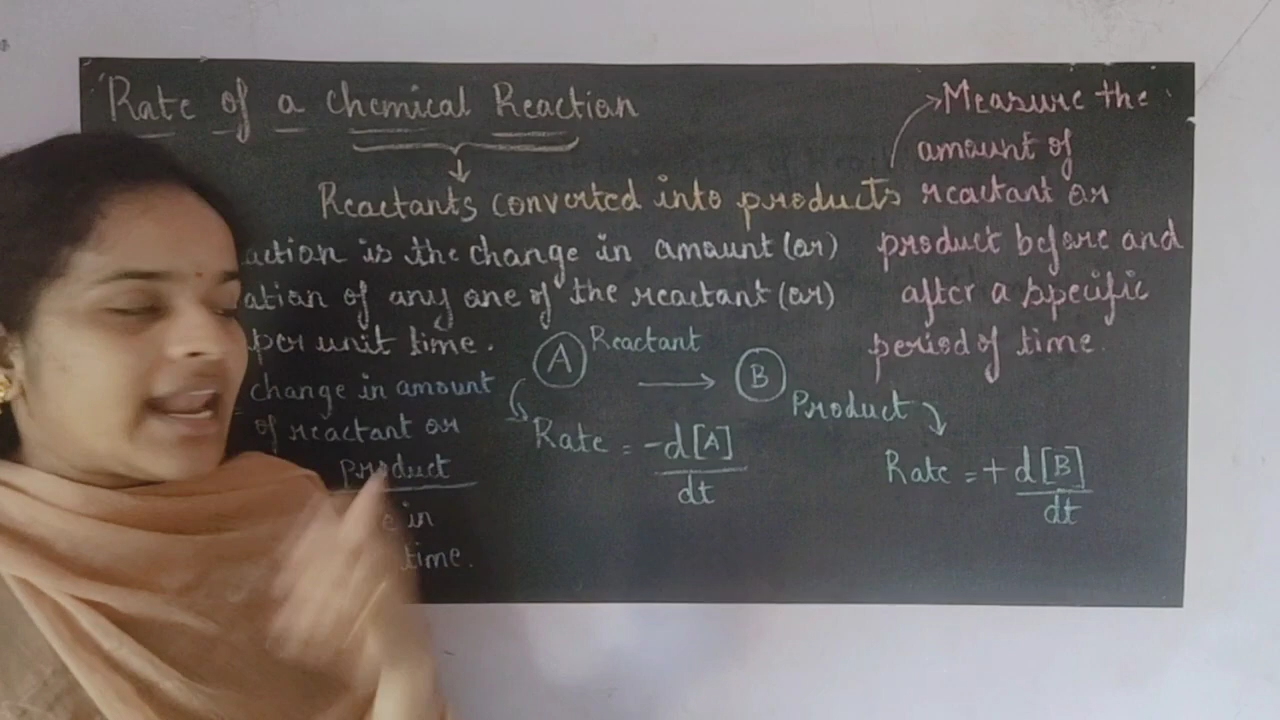 Rate of a Chemical Reaction
Reactants converted into products
action is the change in amount (or)
ation of any one of the reactant (or)
per unit time.
change in amount
of reactant or
product
e in
time.
A Reactant → B
Product
Rate = -d[A]
dt
Rate = + d[B]
dt
Measure the
amount of
reactant or
product before and
after a specific
period of time